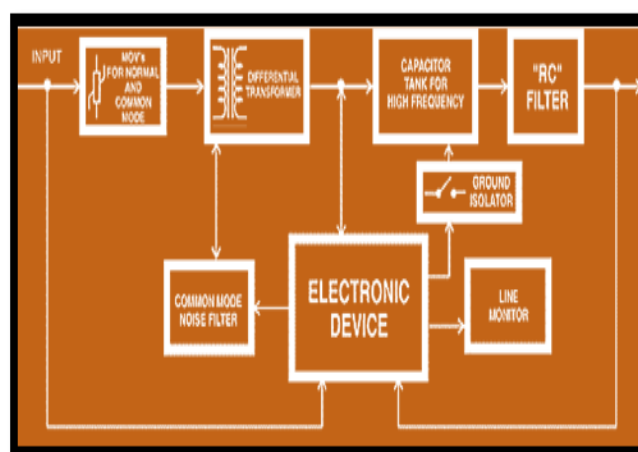 INPUT
MOV's
FOR NORMAL
AND
COMMON
MODE
DIFFERENTIAL
TRANSFORMER
CAPACITOR
TANK FOR
HIGH FREQUENCY
"RC"
FILTER
GROUND
ISOLATOR
COMMON MODE
NOISE FILTER
ELECTRONIC
DEVICE
LINE
MONITOR